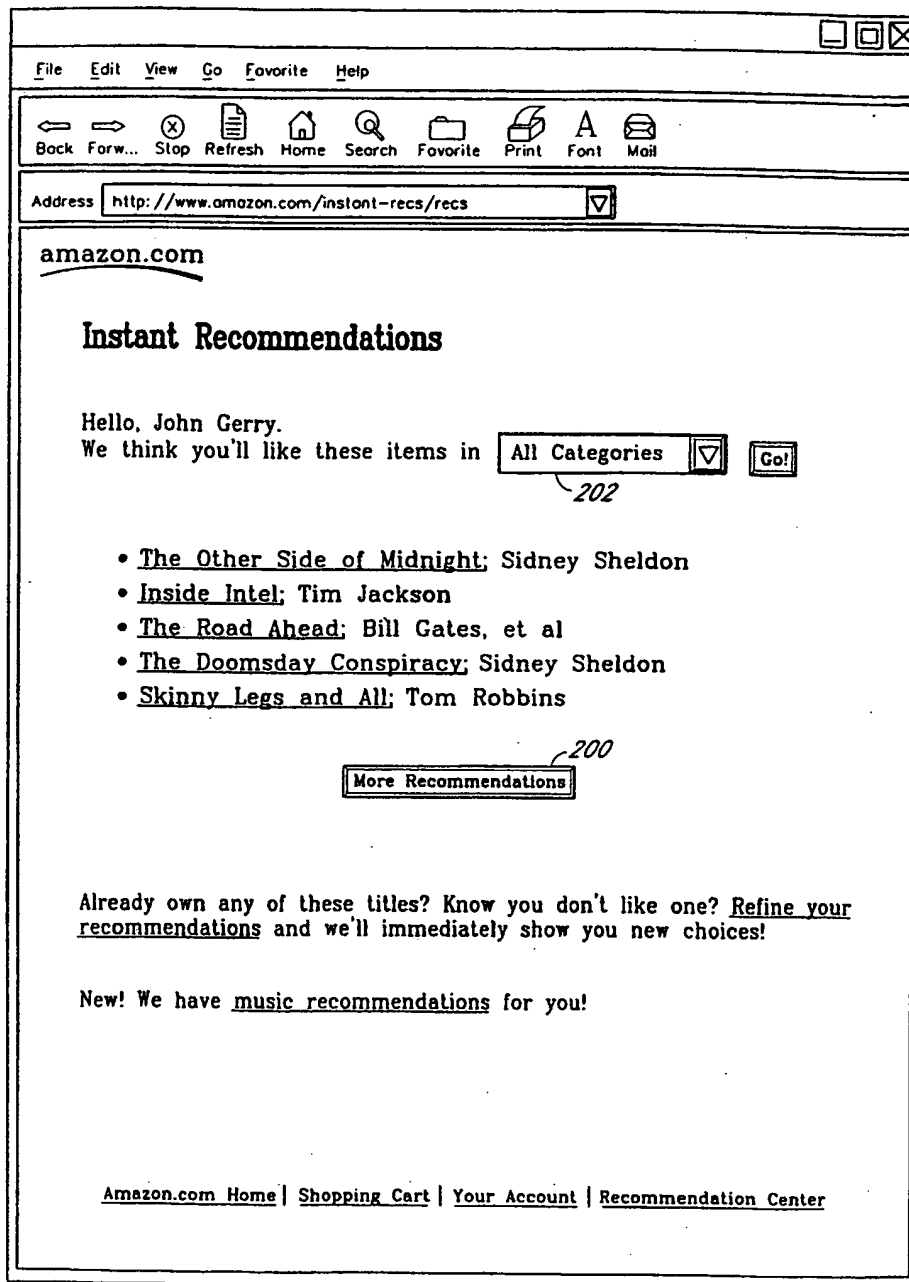 File Edit View Go Favorite Help
Back Forw... Stop Refresh Home Search Favorite Print Font Mail
Address http://www.amazon.com/instant-recs/recs
amazon.com
Instant Recommendations
Hello, John Gerry.
We think you'll like these items in All Categories Go!
202
• The Other Side of Midnight; Sidney Sheldon
• Inside Intel; Tim Jackson
• The Road Ahead; Bill Gates, et al
• The Doomsday Conspiracy; Sidney Sheldon
• Skinny Legs and All; Tom Robbins
200
More Recommendations
Already own any of these titles? Know you don't like one? Refine your
recommendations and we'll immediately show you new choices!
New! We have music recommendations for you!
Amazon.com Home | Shopping Cart | Your Account | Recommendation Center